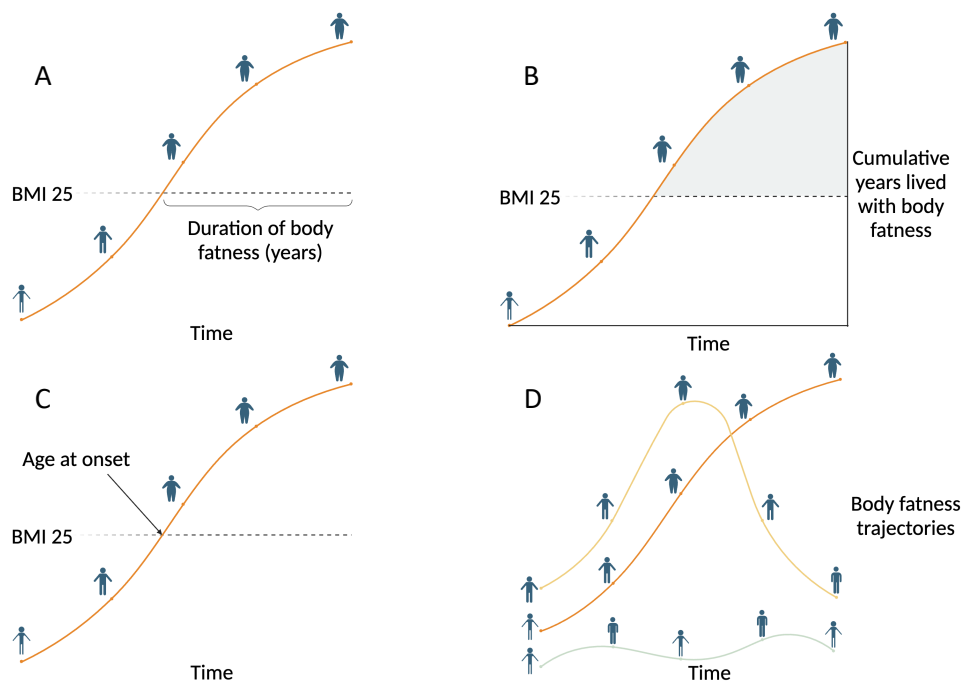 A
BMI 25
Duration of body
fatness (years)
Time
B
BMI 25
Cumulative
years lived
with body
fatness
Time
C
Age at onset
BMI 25
Time
D
Body fatness
trajectories
Time